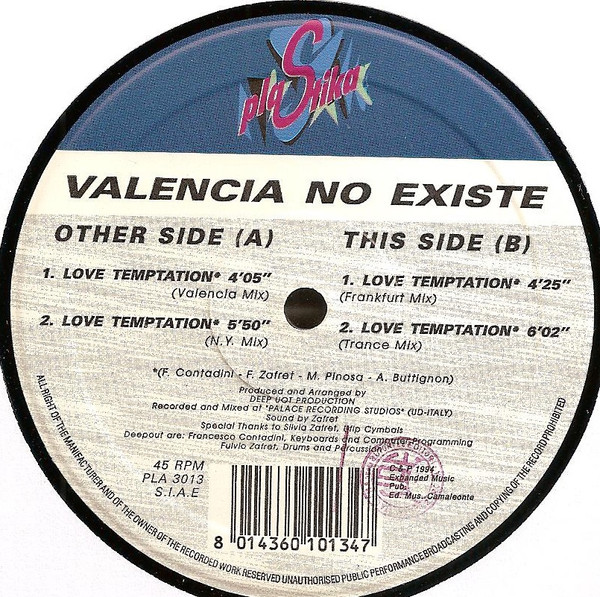 plaStika
VALENCIA NO EXISTE
OTHER SIDE (A)
1. LOVE TEMPTATION* 4'05"
(Valencia Mix)
2. LOVE TEMPTATION* 5'50"
(N.Y. Mix)
THIS SIDE (B)
1. LOVE TEMPTATION* 4'25"
(Frankfurt Mix)
2. LOVE TEMPTATION* 6'02"
(Trance Mix)
*(F. Contadini - F. Zafret - M. Pinosa - A. Buttignon)
Produced and Arranged by
DEEP UOT PRODUCTION
Recorded and Mixed at "PALACE RECORDING STUDIOS" (UD-ITALY)
Sound by Zafret
Special Thanks to Silvia Zafret, Ufip Cymbals
Deepout are: Francesco Contadini, Keyboards and Computer Programming
Fulvio Zafret, Drums and Percussion
45 RPM
PLA 3013
S.I.A.E
C & P 1994
Expanded Music
Pub.
Ed. Mus. Camaleonte
8 014360 101347
ALL RIGHT OF THE MANUFACTURER AND OF THE OWNER OF THE RECORDED WORK RESERVED UNAUTHORISED PUBLIC PERFORMANCE BROADCASTING AND COPYING OF THE RECORD PROHIBITED